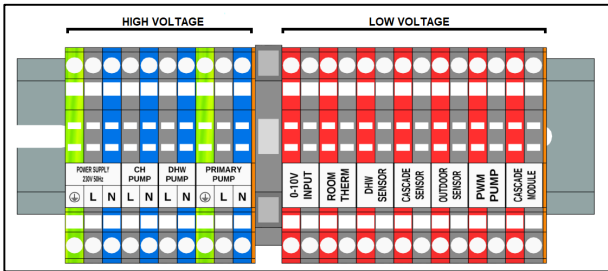 HIGH VOLTAGE
LOW VOLTAGE
POWER SUPPLY
230V 50Hz
CH
PUMP
DHW
PUMP
PRIMARY
PUMP
L
N
L
N
L
N
L
N
0-10V
INPUT
ROOM
THERM
DHW
SENSOR
CASCADE
SENSOR
OUTDOOR
SENSOR
PWM
PUMP
CASCADE
MODULE